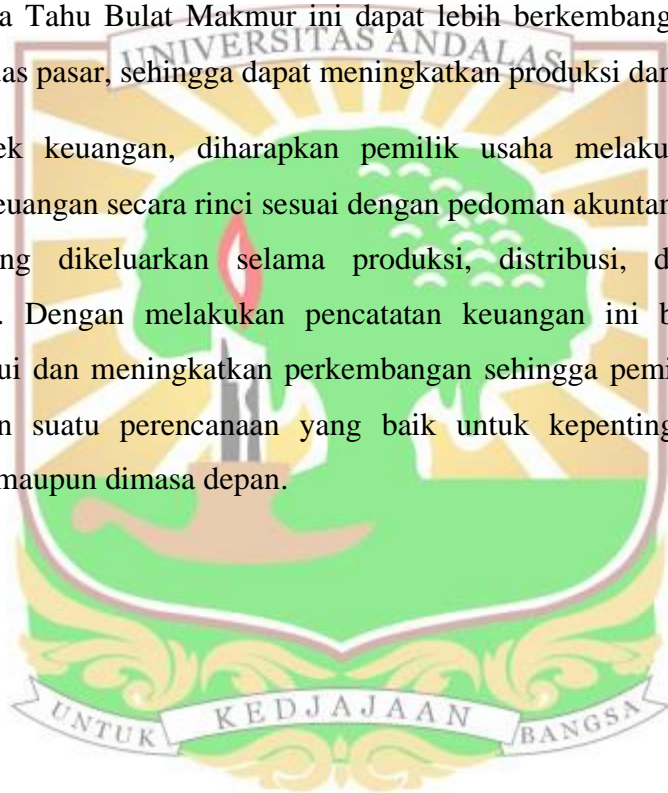 a Tahu Bulat Makmur ini dapat lebih berkembang
UNIVERSITAS ANDALAS
as pasar, sehingga dapat meningkatkan produksi dan
ek keuangan, diharapkan pemilik usaha melaku
euangan secara rinci sesuai dengan pedoman akuntan
ng dikeluarkan selama produksi, distribusi, d
. Dengan melakukan pencatatan keuangan ini b
ui dan meningkatkan perkembangan sehingga pemi
n suatu perencanaan yang baik untuk kepenting
maupun dimasa depan.
UNTUK KEDJAJAAN BANGSA